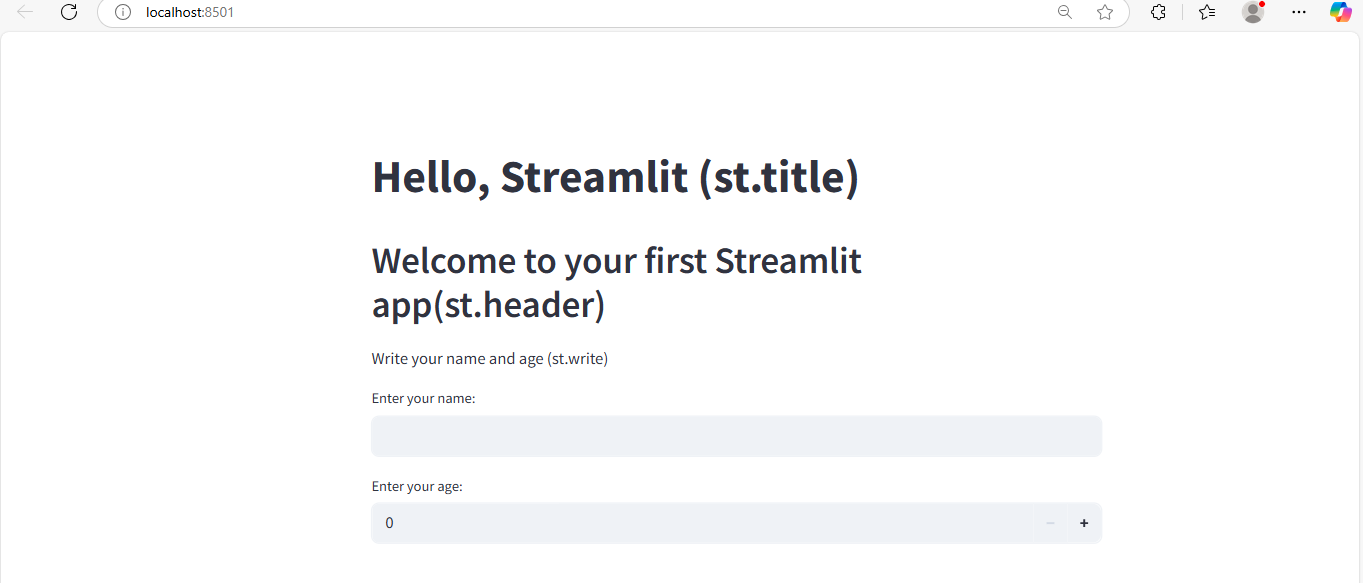 localhost:8501
Hello, Streamlit (st.title)
Welcome to your first Streamlit
app(st.header)
Write your name and age (st.write)
Enter your name:
Enter your age:
0